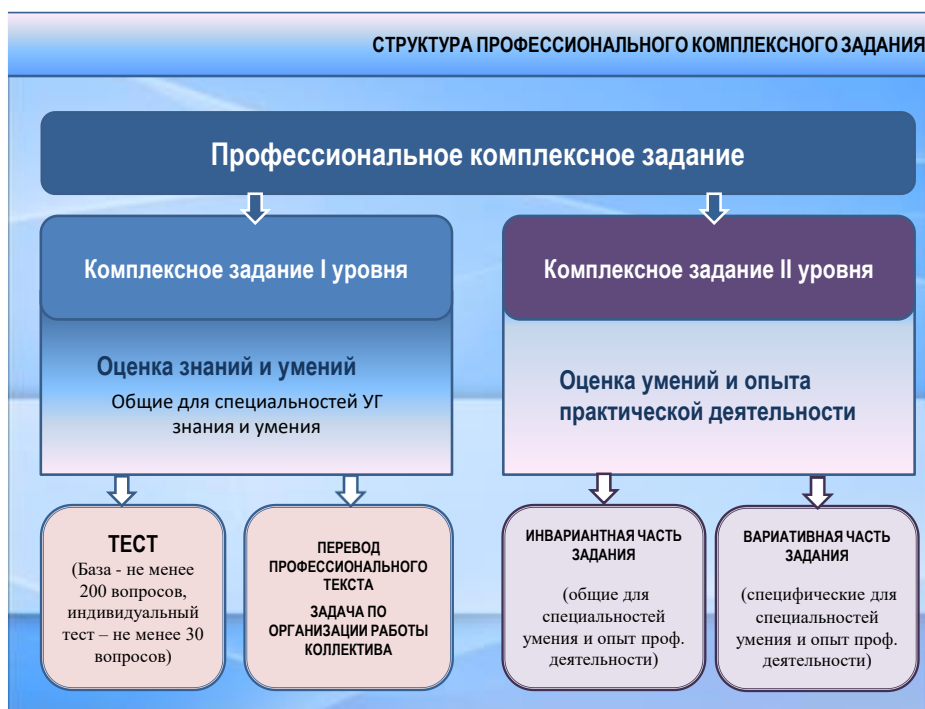 СТРУКТУРА ПРОФЕССИОНАЛЬНОГО КОМПЛЕКСНОГО ЗАДАНИЯ
Профессиональное комплексное задание
Комплексное задание I уровня
Оценка знаний и умений
Общие для специальностей УГ
знания и умения
Комплексное задание II уровня
Оценка умений и опыта
практической деятельности
ТЕСТ
(База - не менее
200 вопросов,
индивидуальный
тест – не менее 30
вопросов)
ПЕРЕВОД
ПРОФЕССИОНАЛЬНОГО
ТЕКСТА
ЗАДАЧА ПО
ОРГАНИЗАЦИИ РАБОТЫ
КОЛЛЕКТИВА
ИНВАРИАНТНАЯ ЧАСТЬ
ЗАДАНИЯ
(общие для
специальностей
умения и опыт проф.
деятельности)
ВАРИАТИВНАЯ ЧАСТЬ
ЗАДАНИЯ
(специфические для
специальностей
умения и опыт проф.
деятельности)